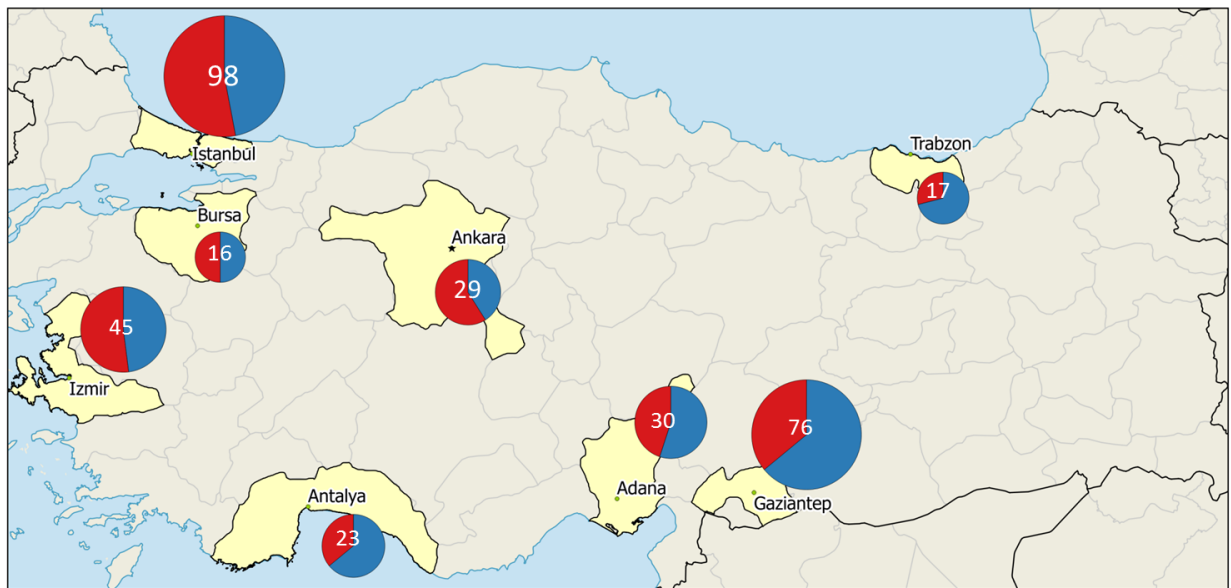 98
Istanbul
Trabzon
17
Bursa
16
Ankara
29
45
Izmir
30
76
Adana
Gaziantep
Antalya
23